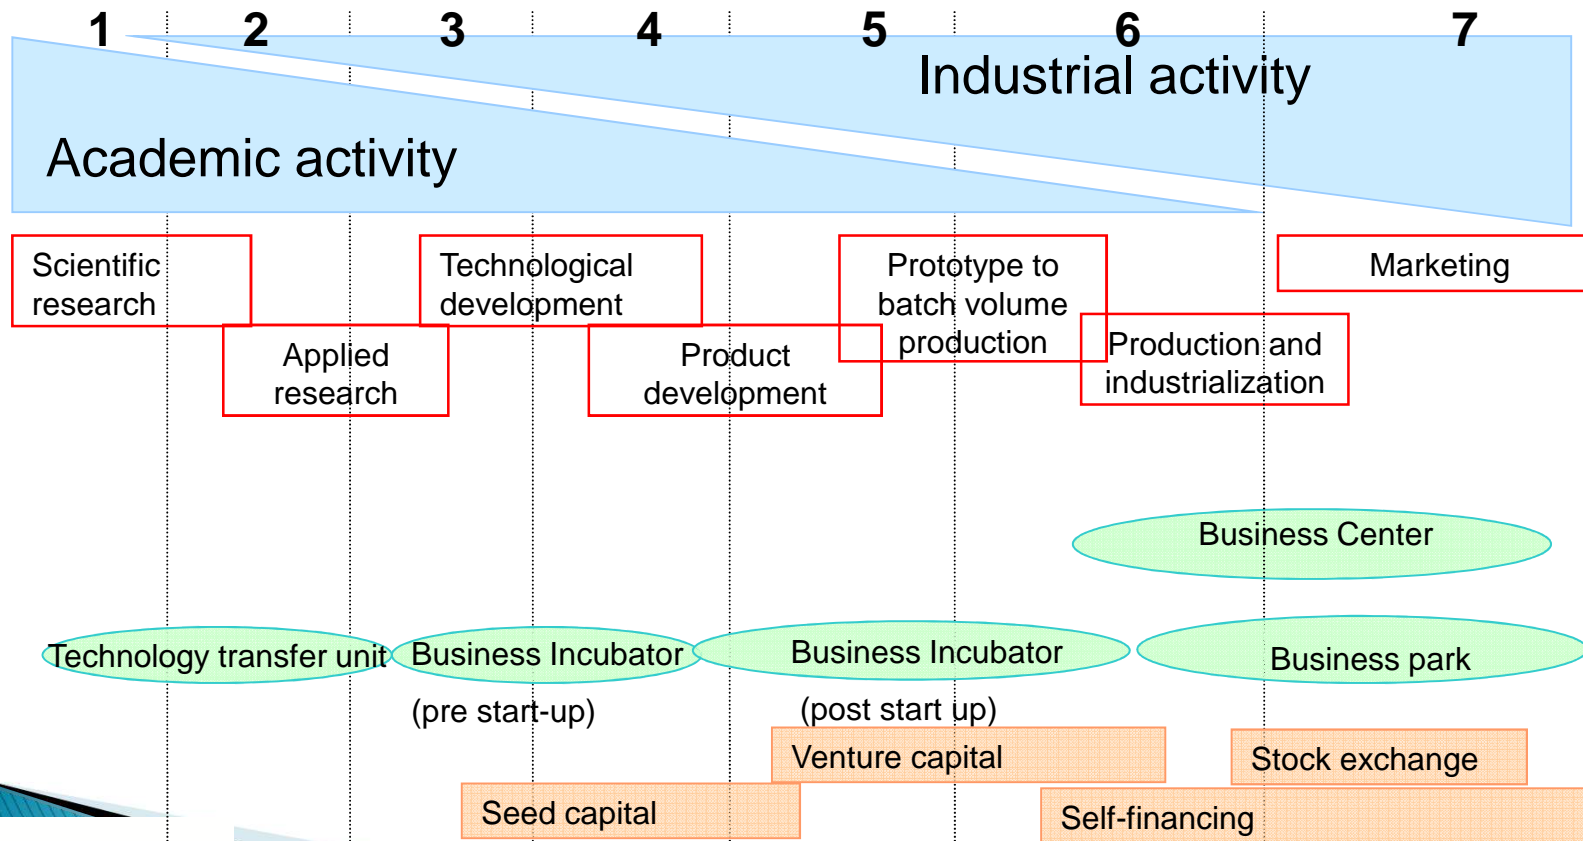 1 2 3 4 5 6 7
Industrial activity
Academic activity
Scientific
research
Technological
development
Prototype to
batch volume
production
Marketing
Applied
research
Product
development
Production and
industrialization
Business Center
Technology transfer unit
Business Incubator
(pre start-up)
Business Incubator
(post start up)
Business park
Venture capital
Stock exchange
Seed capital
Self-financing